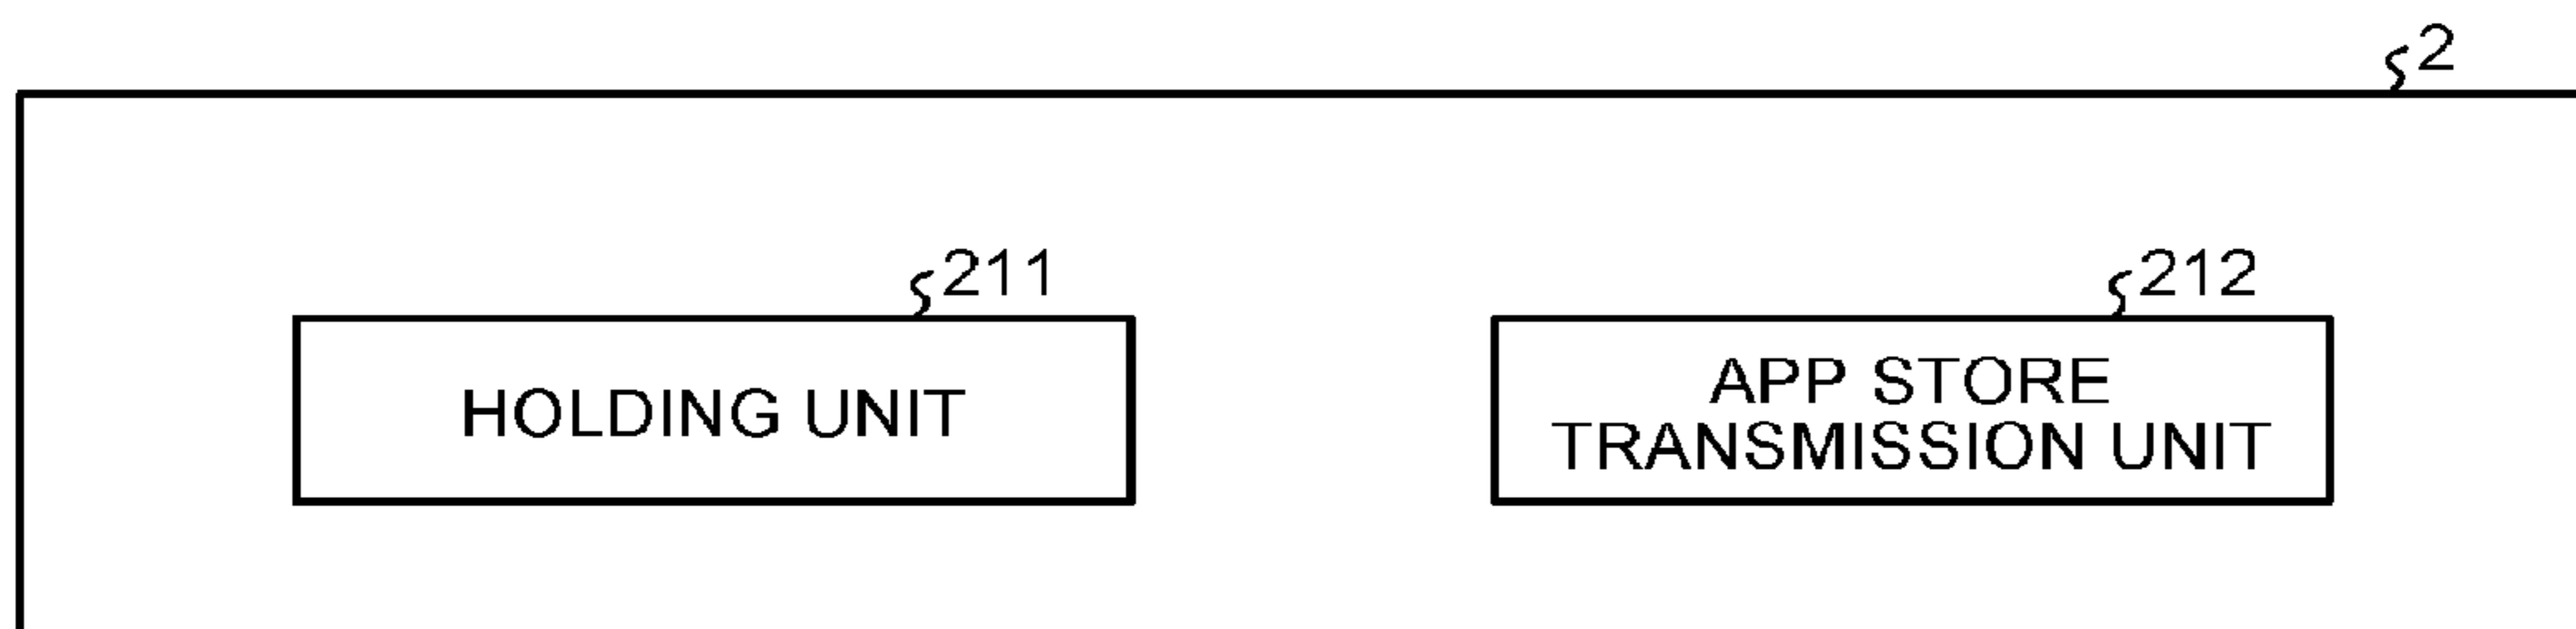 2
211
HOLDING UNIT
212
APP STORE
TRANSMISSION UNIT